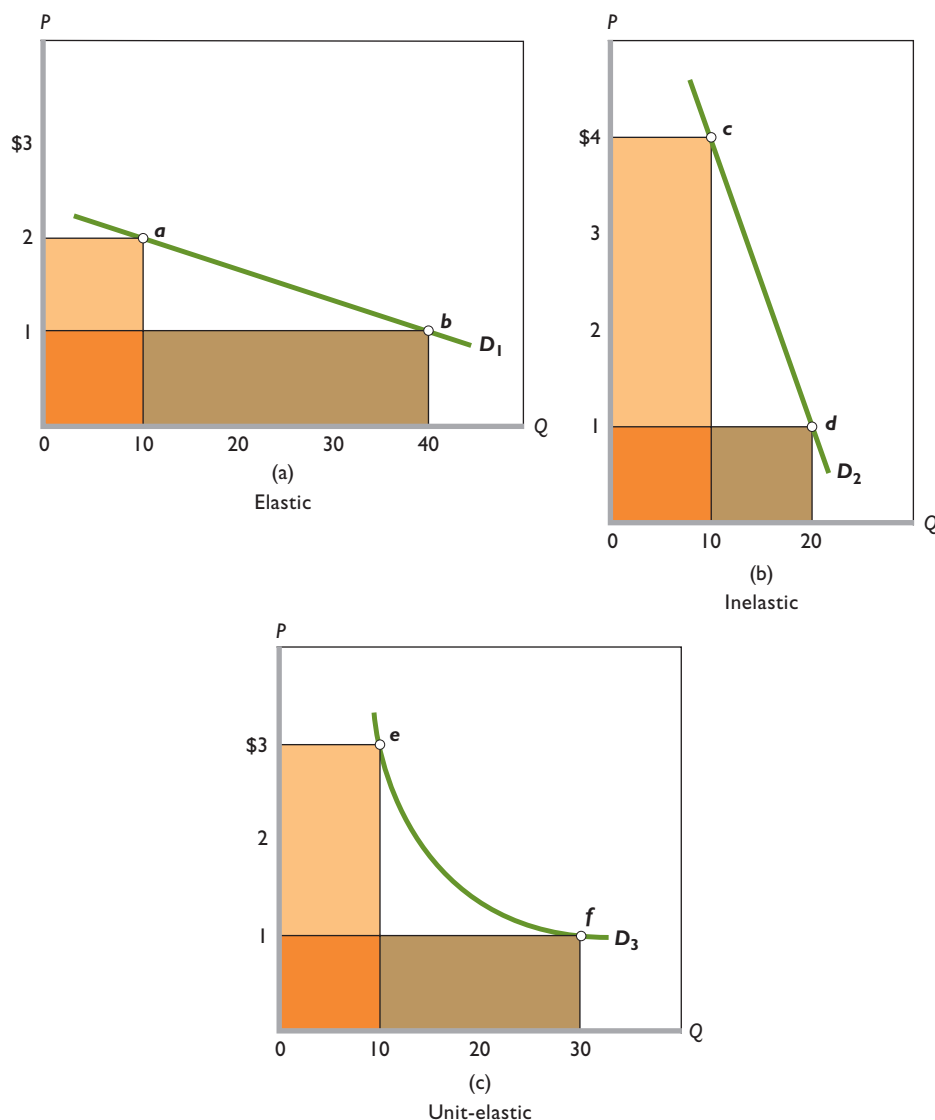 P
$3
2
1
a
b
D1
0 10 20 30 40 Q
(a)
Elastic
P
$4
3
2
1
c
d
D2
0 10 20 Q
(b)
Inelastic
P
$3
2
1
e
f
D3
0 10 20 30 Q
(c)
Unit-elastic